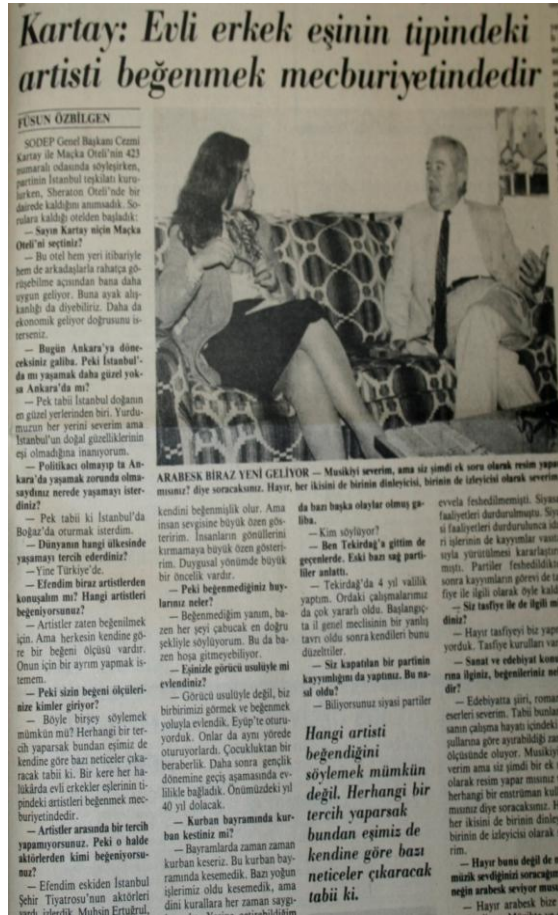 Kartay: Evli erkek eşinin tipindeki
artisti beğenmek mecburiyetindedir
FÜSUN ÖZBİLGEN
SODEP Genel Başkanı Cezmi
Kartay ile Maçka Oteli'nin 423
numaralı odasında söyleşirken,
partinin İstanbul teşkilatı kuru-
lurken, Sheraton Oteli'nde bir
dairede kaldığını anımsadık. So-
rulara kaldığı otelden başladık:
— Sayın Kartay niçin Maçka
Oteli'ni seçtiniz?
— Bu otel hem yeri itibariyle
hem de arkadaşlarla rahatça gö-
rüşebilme açısından bana daha
uygun geliyor. Buna ayak alış-
kanlığı da diyebiliriz. Daha da
ekonomik geliyor doğrusunu is-
terseniz.
— Bugün Ankara'ya döne-
ceksiniz galiba. Peki İstanbul'-
da mı yaşamak daha güzel yok-
sa Ankara'da mı?
— Pek tabii İstanbul doğanın
en güzel yerlerinden biri. Yurdu-
muzun her yerini severim ama
İstanbul'un doğal güzelliklerinin
eşi olmadığına inanıyorum.
— Politikacı olmayıp ta An-
kara'da yaşamak zorunda olma-
saydınız nerede yaşamayı ister-
diniz?
— Pek tabii ki İstanbul'da
Boğaz'da oturmak isterdim.
— Dünyanın hangi ülkesinde
yaşamayı tercih ederdiniz?
— Yine Türkiye'de.
— Efendim biraz artistlerden
konuşalım mı? Hangi artistleri
beğeniyorsunuz?
— Artistler zaten beğenilmek
için. Ama herkesin kendine gö-
re bir beğeni ölçüsü vardır.
Onun için bir ayrım yapmak is-
temem.
— Peki sizin beğeni ölçüleri-
nize kimler giriyor?
— Böyle birşey söylemek
mümkün mü? Herhangi bir ter-
cih yaparsak bundan eşimiz de
kendine göre bazı neticeler çıka-
racak tabii ki. Bir kere her ha-
lükârda evli erkekler eşlerinin ti-
pindeki artistleri beğenmek mec-
buriyetindedir.
— Artistler arasında bir tercih
yapamıyorsunuz. Peki o halde
aktörlerden kimi beğeniyorsu-
nuz?
— Efendim eskiden İstanbul
Şehir Tiyatrosu'nun aktörleri
vardı izlerdik. Muhsin Ertuğrul,
ARABESK BİRAZ YENİ GELİYOR — Musikiyi severim, ama siz şimdi ek soru olarak resim yapar
mısınız? diye soracaksınız. Hayır, her ikisini de birinin dinleyicisi, birinin de izleyicisi olarak severim
kendini beğenmişlik olur. Ama
insan sevgisine büyük özen gös-
teririm. İnsanların gönüllerini
kırmamaya büyük özen gösteri-
rim. Duygusal yönümde büyük
bir öncelik vardır.
— Peki beğenmediğiniz huy-
larınız neler?
— Beğenmediğim yanım, ba-
zen her şeyi çabucak en doğru
şekliyle söylüyorum. Bu da ba-
zen hoşa gitmeyebiliyor.
— Eşinizle görücü usulüyle mi
evlendiniz?
— Görücü usulüyle değil, biz
birbirimizi görmek ve beğenmek
yoluyla evlendik. Eyüp'te oturu-
yorduk. Onlar da aynı yörede
oturuyorlardı. Çocukluktan bir
beraberlik. Daha sonra gençlik
dönemine geçiş aşamasında ev-
lilikle bağladık. Önümüzdeki yıl
40 yıl dolacak.
— Kurban bayramında kur-
ban kestiniz mi?
— Bayramlarda zaman zaman
kurban keseriz. Bu kurban bay-
ramında kesemedik. Bazı yoğun
işlerimiz oldu kesemedik, ama
dini kurallara her zaman saygı-
da bazı başka olaylar olmuş ga-
liba.
— Kim söylüyor?
— Ben Tekirdağ'a gittim de
geçenlerde. Eski bazı sağ parti-
liler anlattı.
— Tekirdağ'da 4 yıl valilik
yaptım. Ordaki çalışmalarımız
da çok yararlı oldu. Başlangıç-
ta il genel meclisinin bir yanlış
tavrı oldu sonra kendileri bunu
düzelttiler.
— Siz kapatılan bir partinin
kayyımlığını da yaptınız. Bu na-
sıl oldu?
— Biliyorsunuz siyasi partiler
Hangi artisti
beğendiğini
söylemek mümkün
değil. Herhangi bir
tercih yaparsak
bundan eşimiz de
kendine göre bazı
neticeler çıkaracak
tabii ki.
evvela feshedilmemişti. Siyasi
faaliyetleri durdurulmuştu. Siya-
si faaliyetleri durdurulunca
ri işlerinin de kayyımlar vasıta-
sıyla yürütülmesi kararlaştırıl-
mıştı. Partiler feshedildikten
sonra kayyımların görevi de tas-
fiye ile ilgili olarak öyle kaldı
— Siz tasfiye ile de ilgili
diniz?
— Hayır tasfiyeyi biz yapmı-
yorduk. Tasfiye kurulları vardı
— Sanat ve edebiyat konula-
rına ilginiz, beğenileriniz ne-
dir?
— Edebiyatta şiiri, roman
eserleri severim. Tabii bunlar
sanın çalışma hayatı içindeki
şullarına göre ayırabildiği zaman
ölçüsünde oluyor. Musikiyi se-
verim ama siz şimdi bir ek
olarak resim yapar mısınız?
herhangi bir enstrüman
mısınız diye soracaksınız.
her ikisini de birinin dinleyicisi
birinin de izleyicisi olarak seve-
rim.
— Hayır bunu değil de
müzik sevdiğinizi soracağım
neğin arabesk seviyor musunuz?
— Hayır arabesk